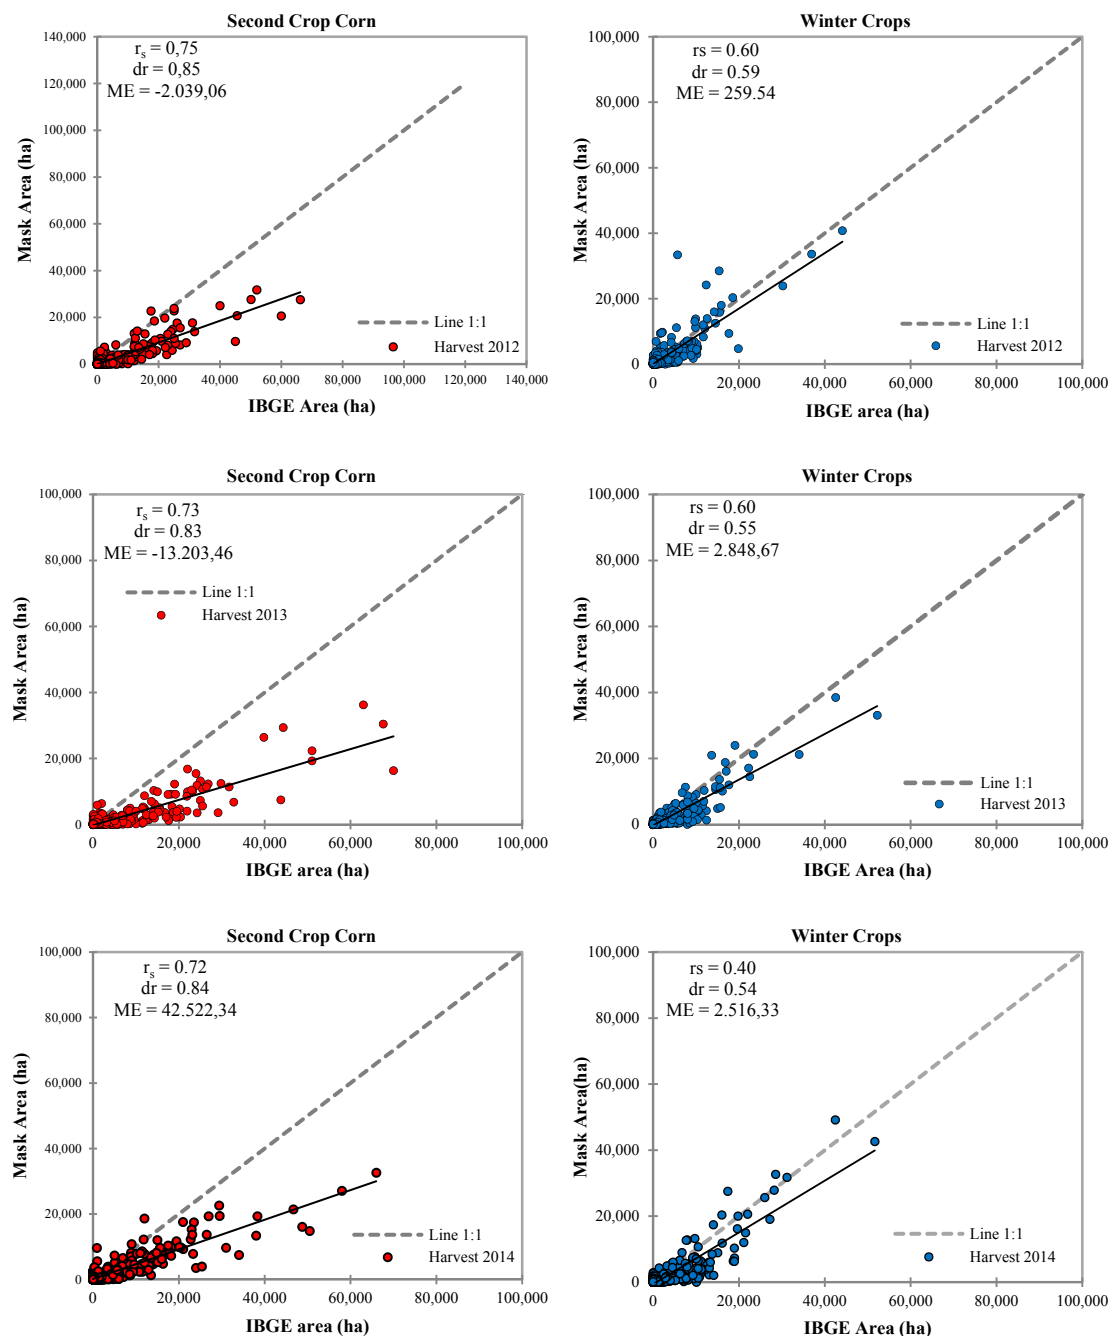 Second Crop Corn
rs = 0,75
dr = 0,85
ME = -2.039,06
140,000
120,000
100,000
80,000
60,000
40,000
20,000
0
Mask Area (ha)
Line 1:1
Harvest 2012
0 20,000 40,000 60,000 80,000 100,000 120,000 140,000
IBGE Area (ha)
Winter Crops
rs = 0.60
dr = 0.59
ME = 259.54
100,000
80,000
60,000
40,000
20,000
0
Mask Area (ha)
Line 1:1
Harvest 2012
0 20,000 40,000 60,000 80,000 100,000
IBGE area (ha)
Second Crop Corn
rs = 0.73
dr = 0.83
ME = -13.203,46
100,000
80,000
60,000
40,000
20,000
0
Mask Area (ha)
Line 1:1
Harvest 2013
0 20,000 40,000 60,000 80,000 100,000
IBGE area (ha)
Winter Crops
rs = 0.60
dr = 0.55
ME = 2.848,67
100,000
80,000
60,000
40,000
20,000
0
Mask Area (ha)
Line 1:1
Harvest 2013
0 20,000 40,000 60,000 80,000 100,000
IBGE Area (ha)
Second Crop Corn
rs = 0.72
dr = 0.84
ME = 42.522,34
100,000
80,000
60,000
40,000
20,000
0
Mask Area (ha)
Line 1:1
Harvest 2014
0 20,000 40,000 60,000 80,000 100,000
IBGE area (ha)
Winter Crops
rs = 0.40
dr = 0.54
ME = 2.516,33
100,000
80,000
60,000
40,000
20,000
0
Mask Area(ha)
Line 1:1
Harvest 2014
0 20,000 40,000 60,000 80,000 100,000
IBGE Area (ha)